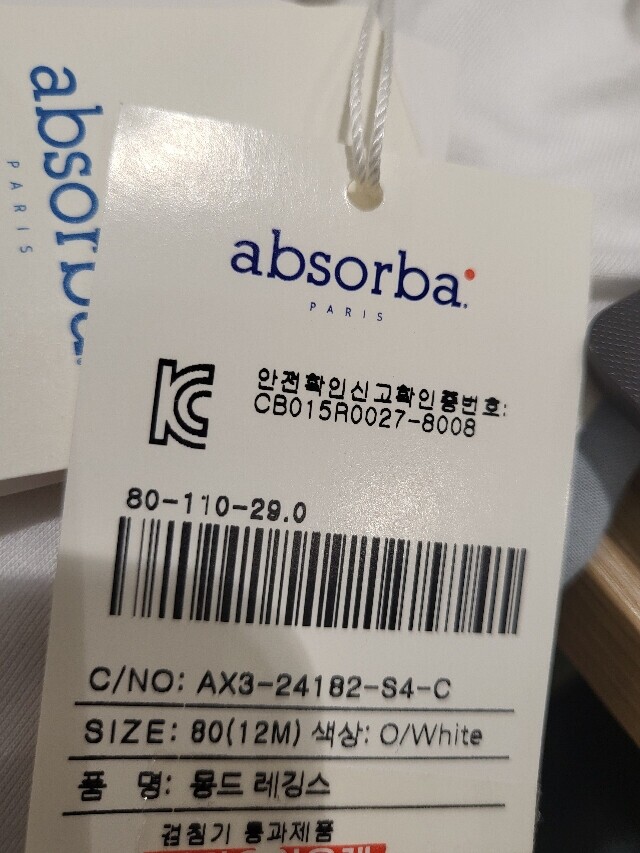 absorba
PARIS
absorba
PARIS
안전확인신고확인증번호:
CB015R0027-8008
80-110-29.0
C/NO: AX3-24182-S4-C
SIZE: 80(12M) 색상: O/White
품 명: 몽드 레깅스
검침기 통과제품